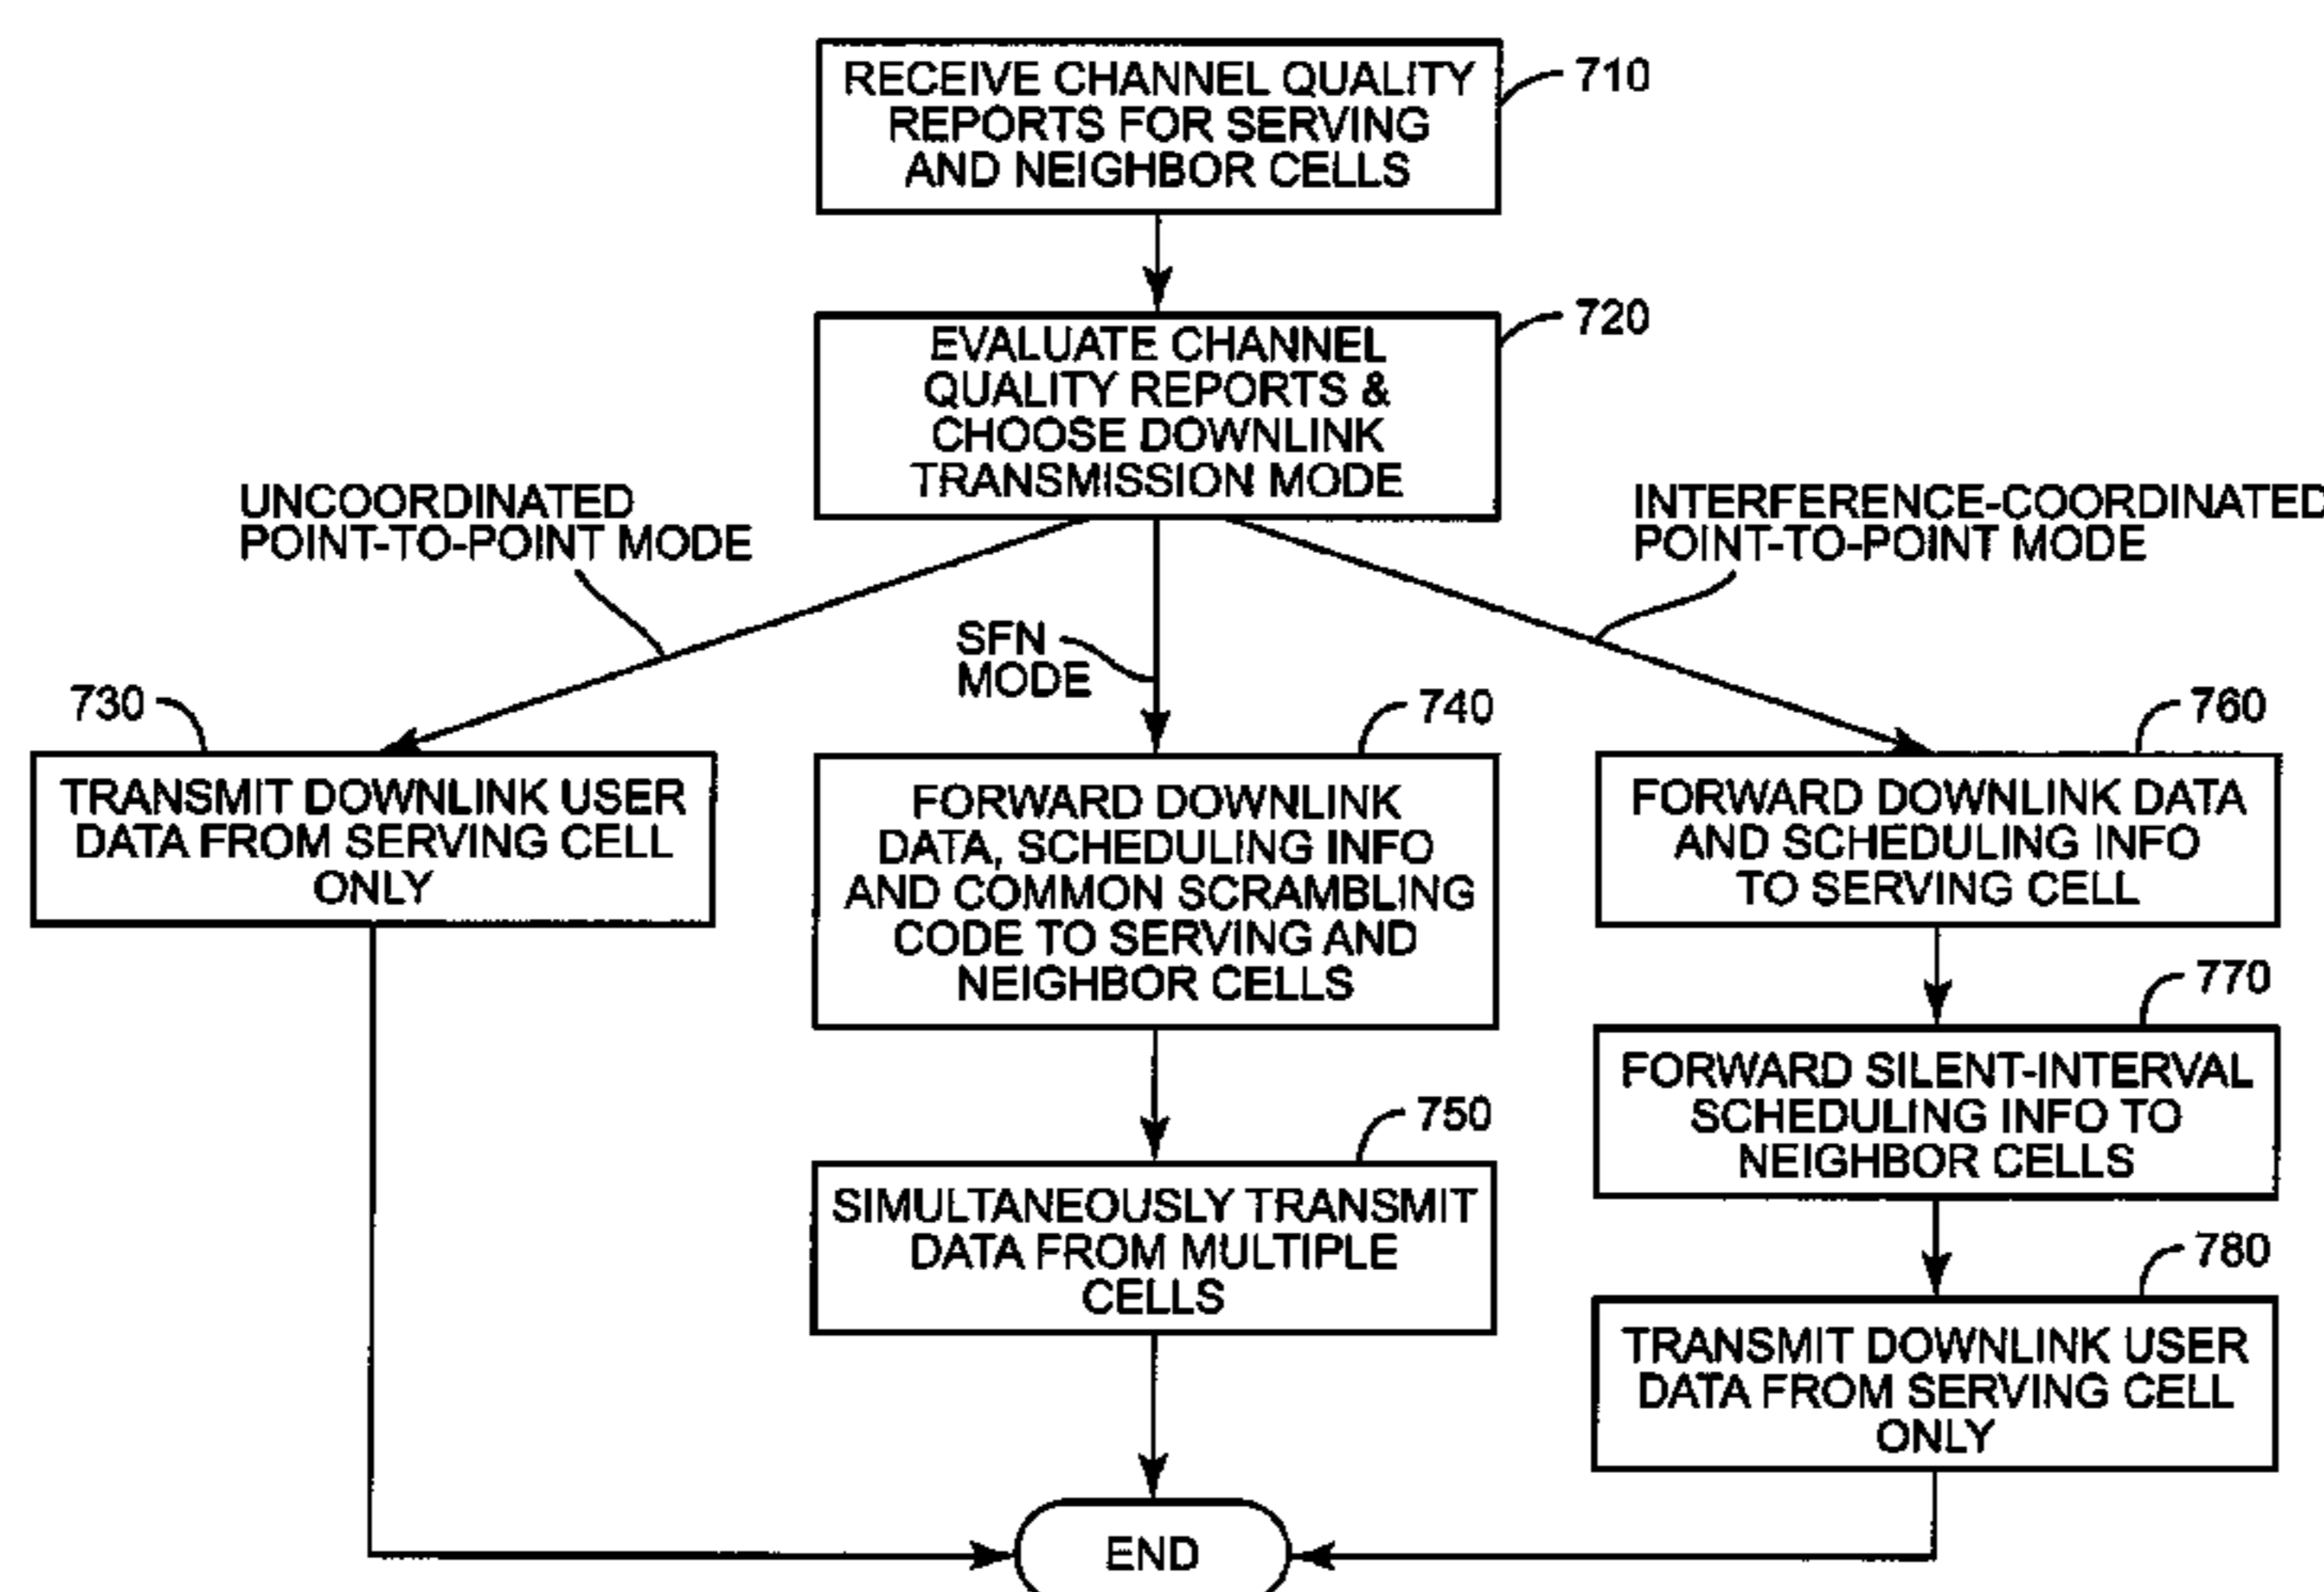 RECEIVE CHANNEL QUALITY
REPORTS FOR SERVING
AND NEIGHBOR CELLS
710
EVALUATE CHANNEL
QUALITY REPORTS &
CHOOSE DOWNLINK
TRANSMISSION MODE
720
UNCOORDINATED
POINT-TO-POINT MODE
SFN
MODE
INTERFERENCE-COORDINATED
POINT-TO-POINT MODE
730
TRANSMIT DOWNLINK USER
DATA FROM SERVING CELL
ONLY
740
FORWARD DOWNLINK
DATA, SCHEDULING INFO
AND COMMON SCRAMBLING
CODE TO SERVING AND
NEIGHBOR CELLS
760
FORWARD DOWNLINK DATA
AND SCHEDULING INFO
TO SERVING CELL
770
FORWARD SILENT-INTERVAL
SCHEDULING INFO TO
NEIGHBOR CELLS
750
SIMULTANEOUSLY TRANSMIT
DATA FROM MULTIPLE
CELLS
780
TRANSMIT DOWNLINK USER
DATA FROM SERVING CELL
ONLY
END